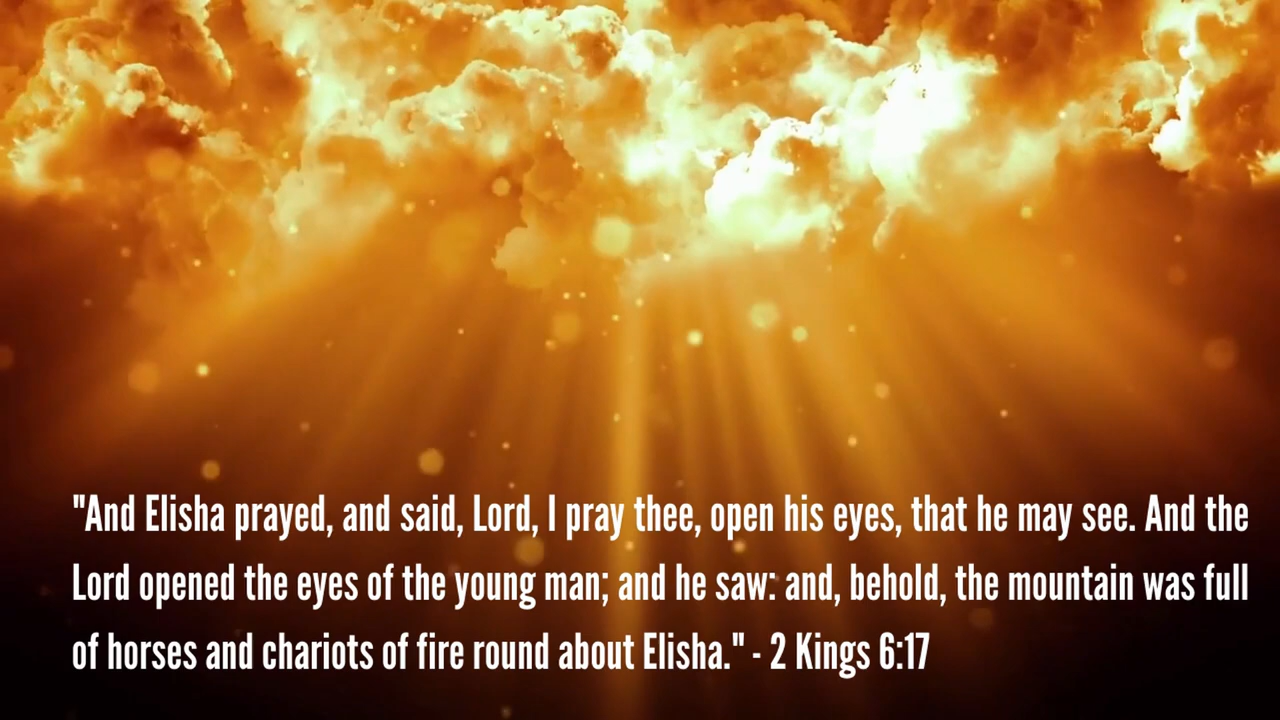 "And Elisha prayed, and said, Lord, I pray thee, open his eyes, that he may see. And the
Lord opened the eyes of the young man; and he saw: and, behold, the mountain was full
of horses and chariots of fire round about Elisha." - 2 Kings 6:17